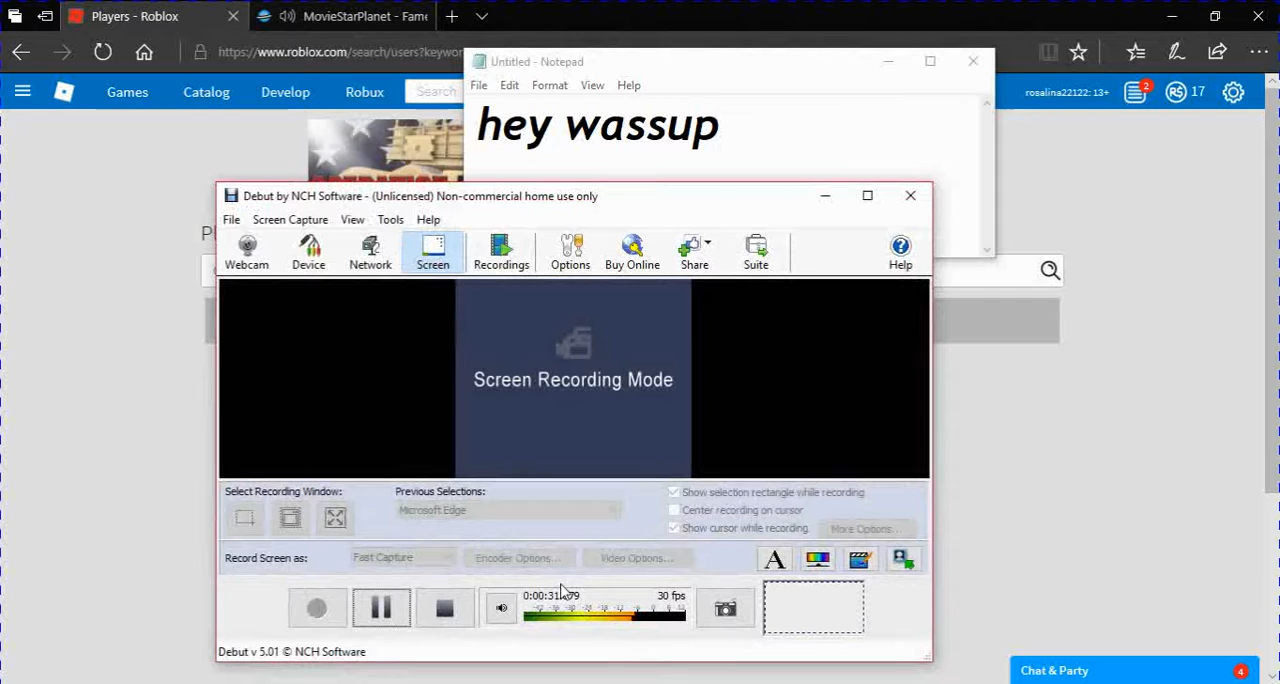 Players - Roblox
MovieStarPlanet - Fame
https://www.roblox.com/search/users?keywor
Untitled - Notepad
File Edit Format View Help
hey wassup
Games Catalog Develop Robux Search
rosalina22122: 13+ 2 R$ 17
Debut by NCH Software - (Unlicensed) Non-commercial home use only
File Screen Capture View Tools Help
Webcam Device Network Screen Recordings Options Buy Online Share Suite Help
Screen Recording Mode
Select Recording Window: Previous Selections:
Microsoft Edge
Show selection rectangle while recording
Center recording on cursor
Show cursor while recording More Options...
Record Screen as: Fast Capture Encoder Options... Video Options... A
30 fps
Debut v 5.01 © NCH Software
Chat & Party 4